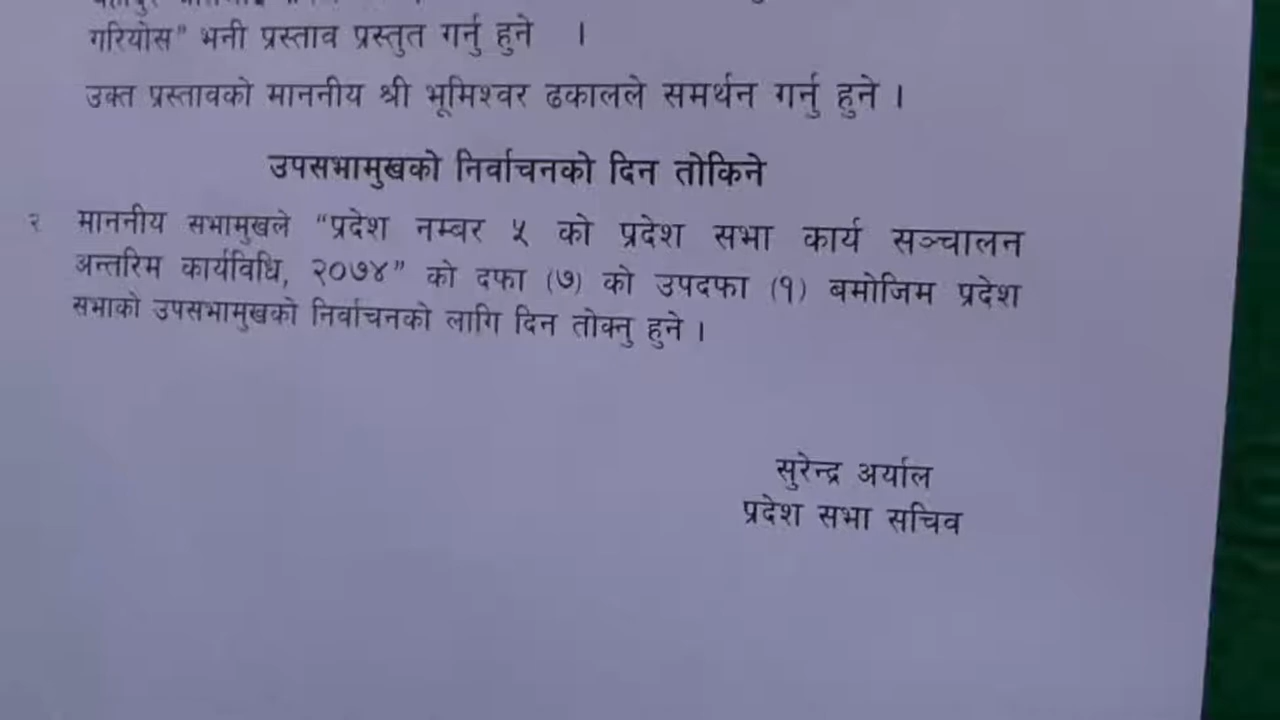 गरियोस” भनी प्रस्ताव प्रस्तुत गर्नु हुने ।
उक्त प्रस्तावको माननीय श्री भूमिश्वर ढकालले समर्थन गर्नु हुने ।
उपसभामुखको निर्वाचनको दिन तोकिने
२ माननीय सभामुखले “प्रदेश नम्बर ५ को प्रदेश सभा कार्य सञ्चालन
अन्तरिम कार्यविधि, २०७४” को दफा (७) को उपदफा (१) बमोजिम प्रदेश
सभाको उपसभामुखको निर्वाचनको लागि दिन तोक्नु हुने ।
सुरेन्द्र अर्याल
प्रदेश सभा सचिव